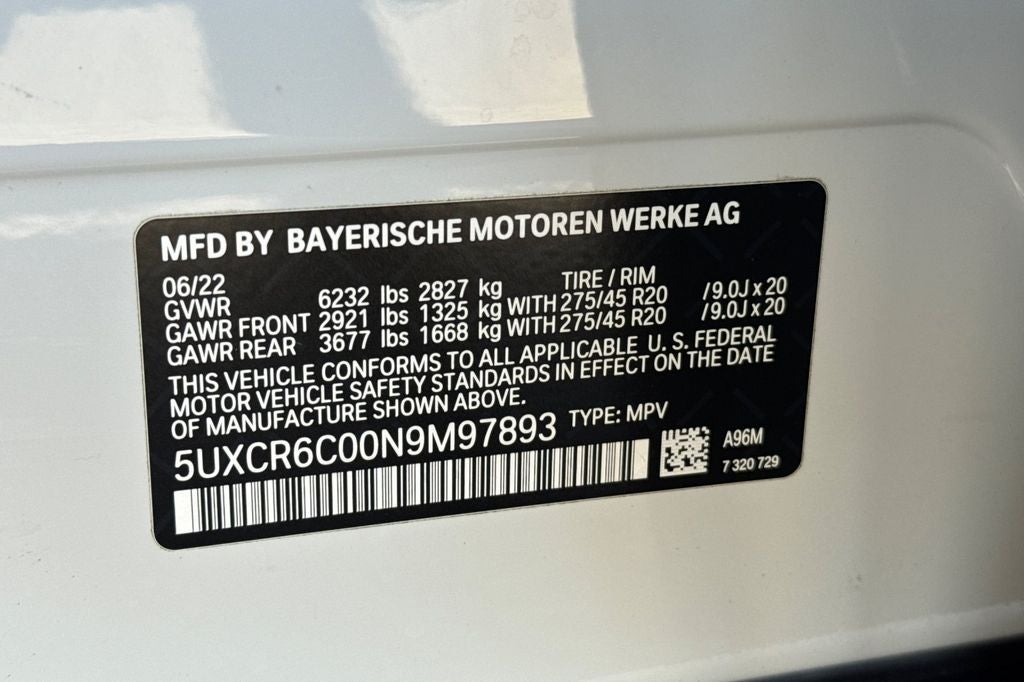 MFD BY BAYERISCHE MOTOREN WERKE AG
06/22 TIRE / RIM
GVWR 6232 lbs 2827 kg
GAWR FRONT 2921 lbs 1325 kg WITH 275/45 R20 /9.0J x 20
GAWR REAR 3677 lbs 1668 kg WITH 275/45 R20 /9.0J x 20
THIS VEHICLE CONFORMS TO ALL APPLICABLE U. S. FEDERAL
MOTOR VEHICLE SAFETY STANDARDS IN EFFECT ON THE DATE
OF MANUFACTURE SHOWN ABOVE.
5UXCR6C00N9M97893 TYPE: MPV
A96M
7 320 729